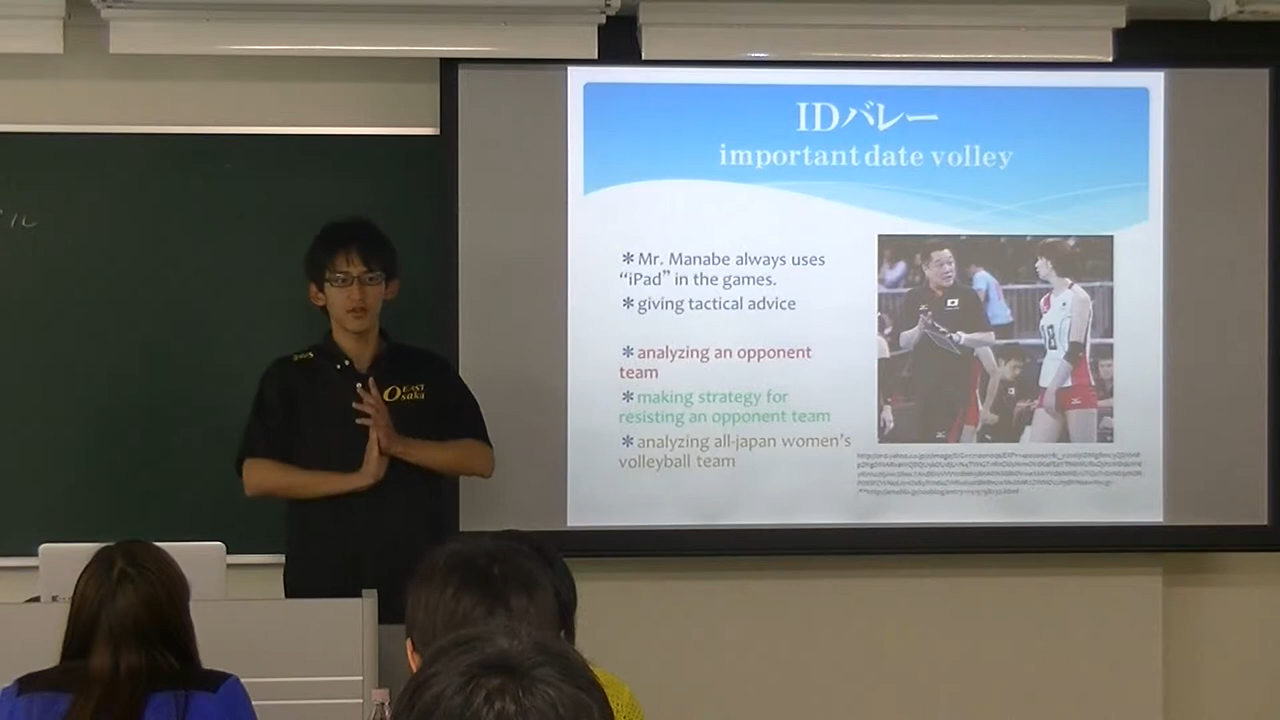 IDバレー
important date volley
*Mr. Manabe always uses
“iPad” in the games.
*giving tactical advice
*analyzing an opponent
team
*making strategy for
resisting an opponent team
*analyzing all-japan women's
volleyball team
EAST
Osaka
18
ル